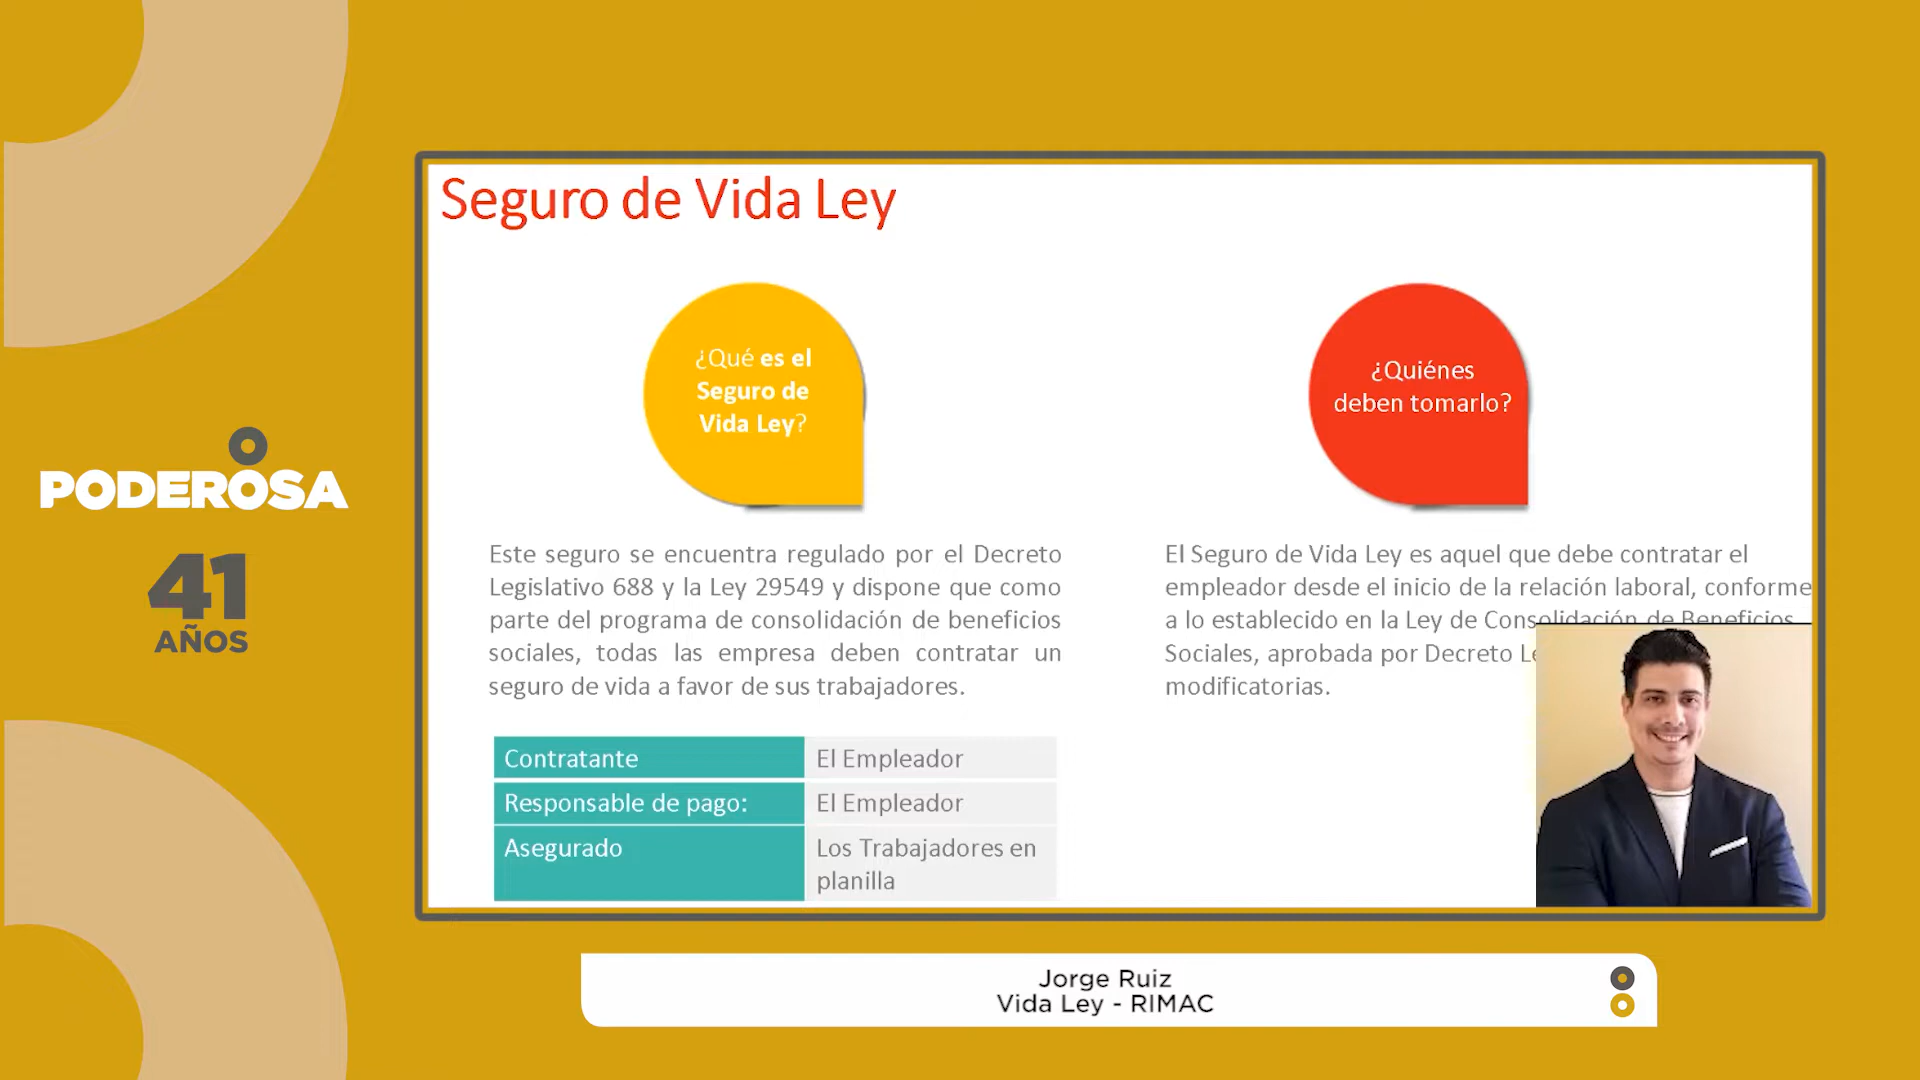 Seguro de Vida Ley
¿Qué es el
Seguro de
Vida Ley?
¿Quiénes
deben tomarlo?
PODEROSA
41
AÑOS
Este seguro se encuentra regulado por el Decreto
Legislativo 688 y la Ley 29549 y dispone que como
parte del programa de consolidación de beneficios
sociales, todas las empresa deben contratar un
seguro de vida a favor de sus trabajadores.
El Seguro de Vida Ley es aquel que debe contratar el
empleador desde el inicio de la relación laboral, conforme
a lo establecido en la Ley de Consolidación de Beneficios
Sociales, aprobada por Decreto
modificatorias.
Contratante El Empleador
Responsable de pago: El Empleador
Asegurado Los Trabajadores en
planilla
Jorge Ruiz
Vida Ley - RIMAC